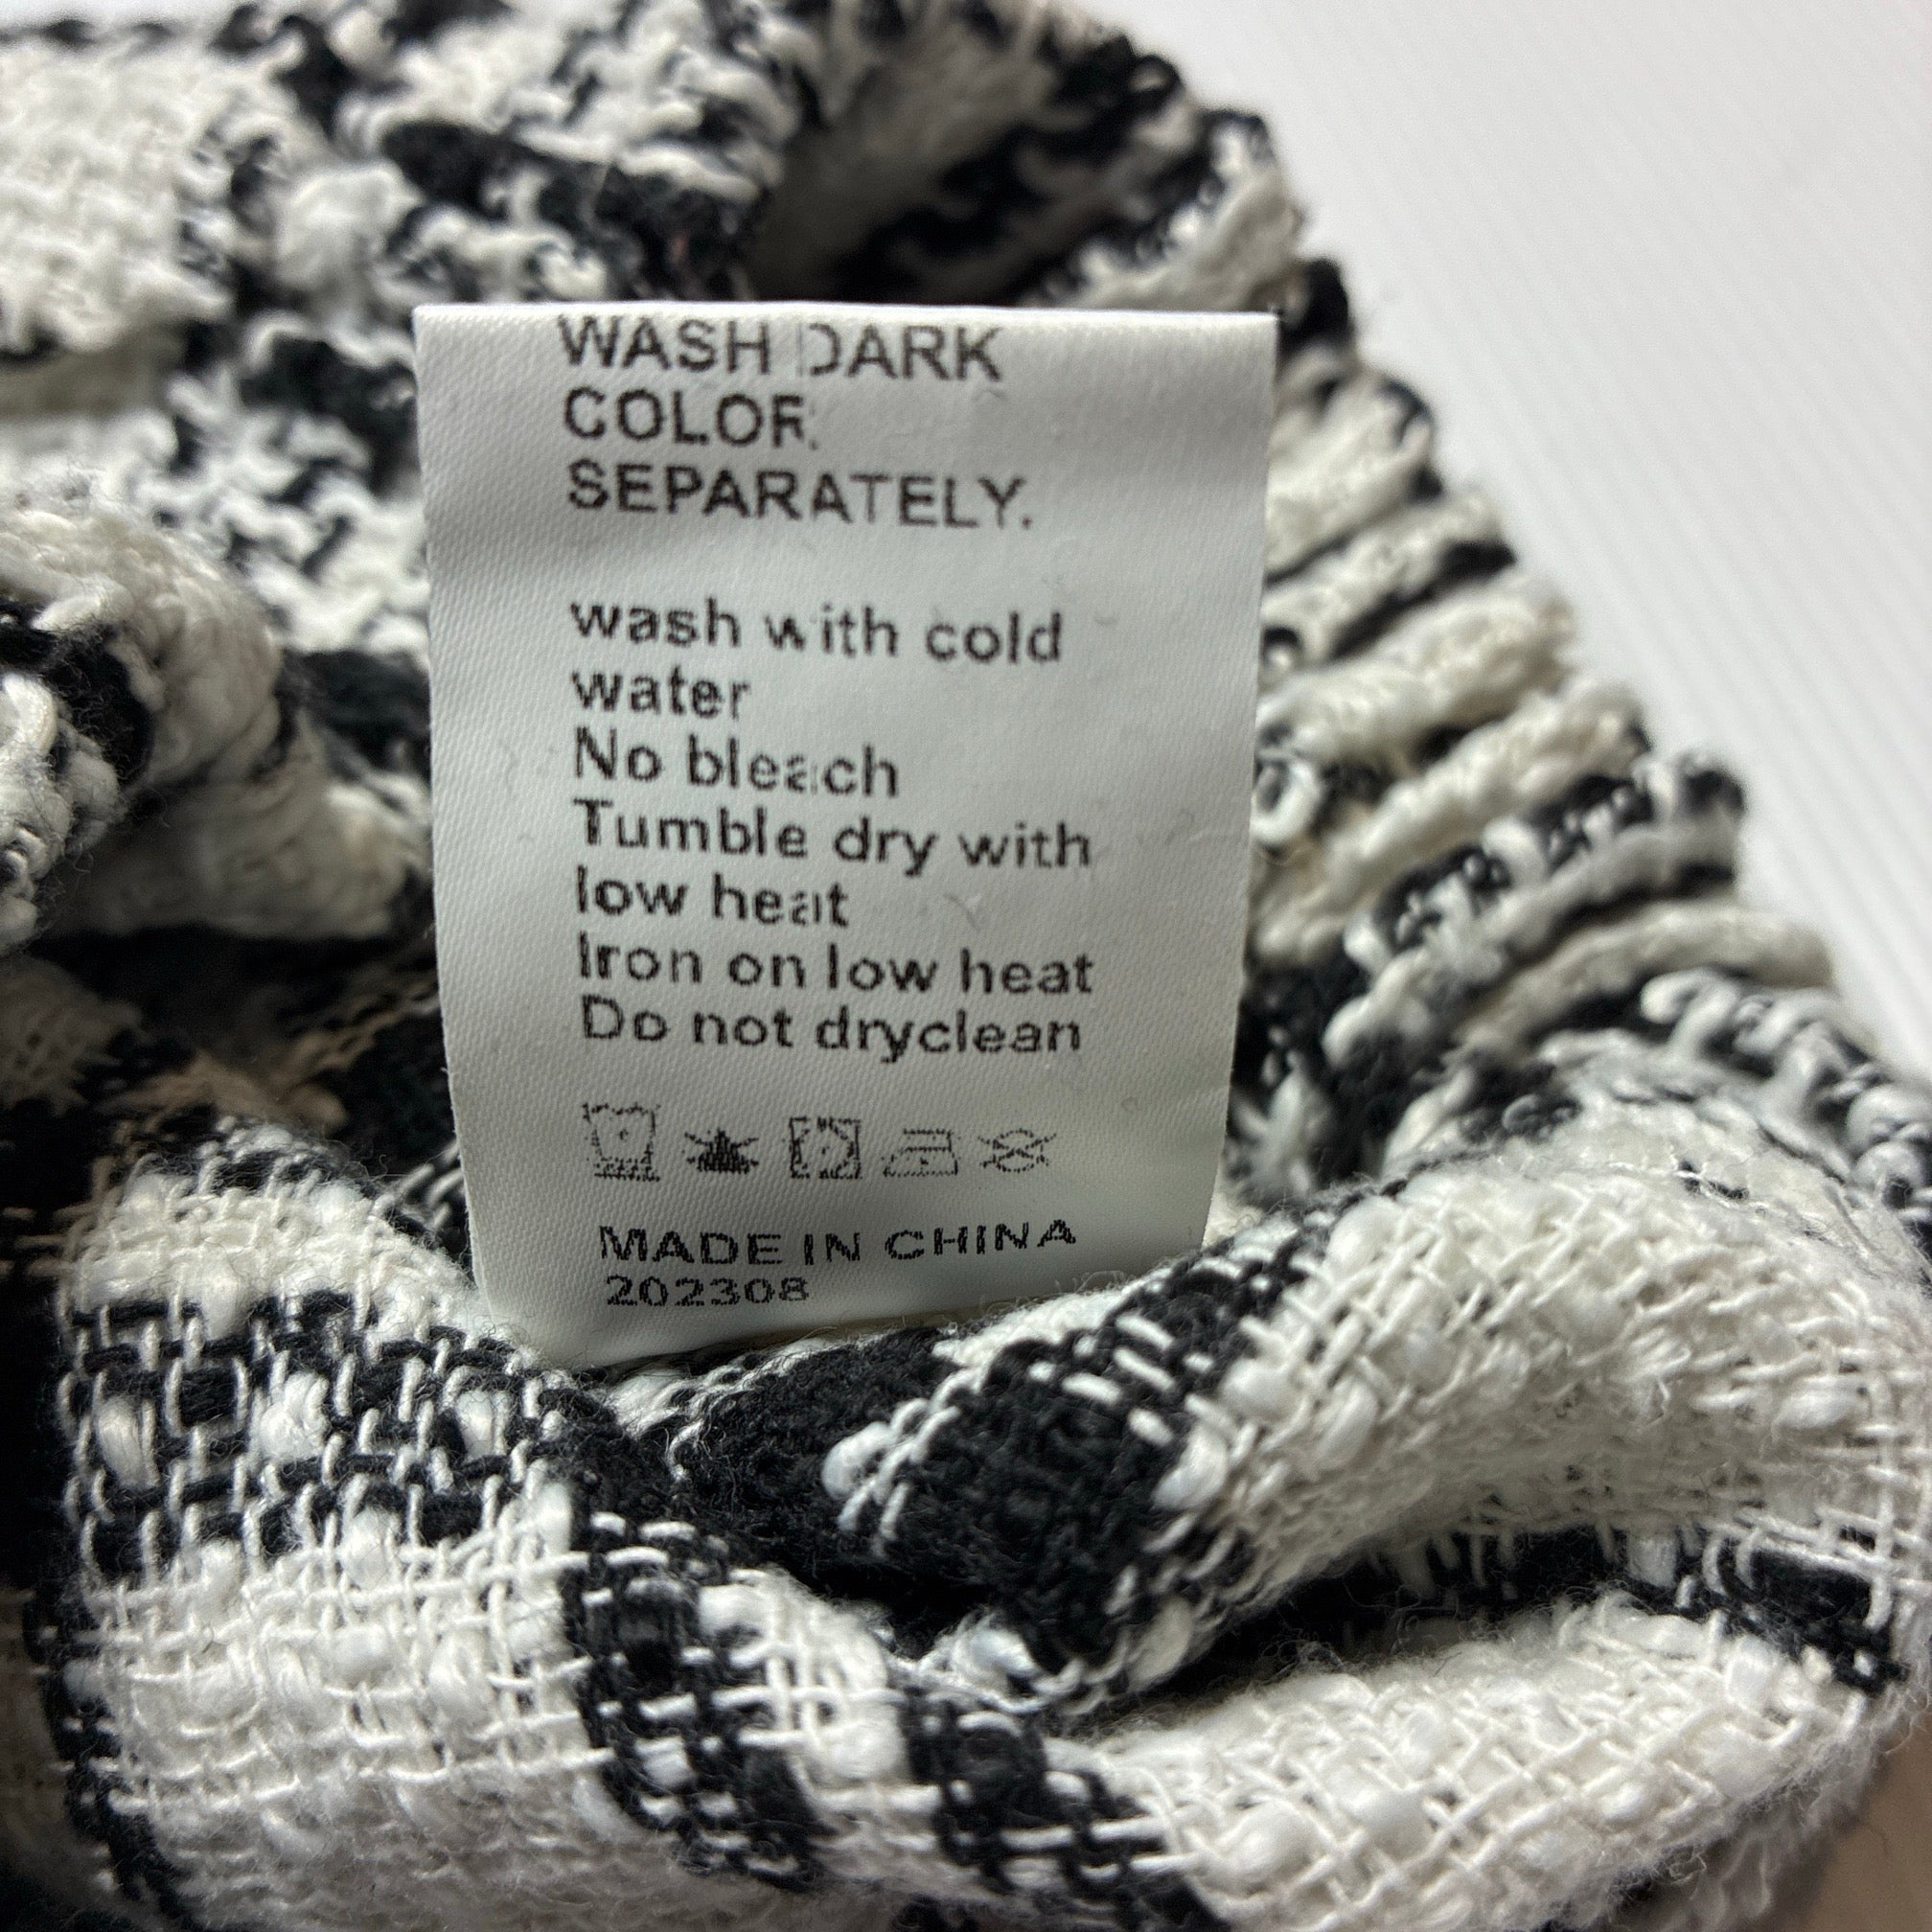 WASH DARK
COLOR
SEPARATELY.
wash with cold
water
No bleach
Tumble dry with
low heat
Iron on low heat
Do not dryclean
MADE IN CHINA
202308